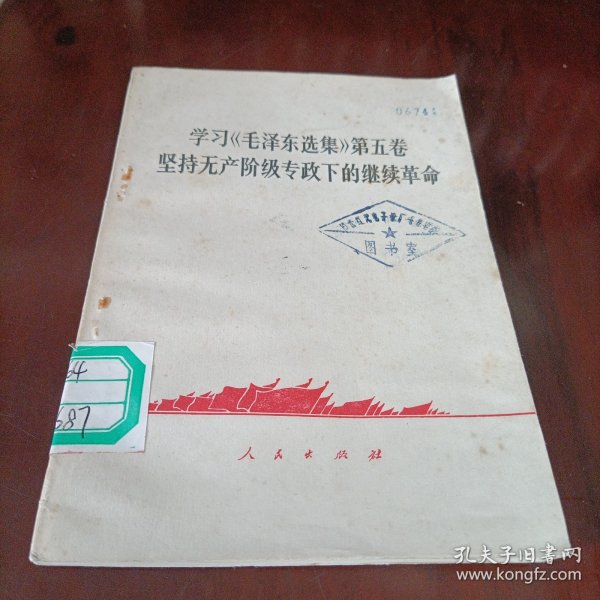 06741
学习《毛泽东选集》第五卷
坚持无产阶级专政下的继续革命
图书室
64
687
人民出版社
孔夫子旧书网
www.kongfz.com